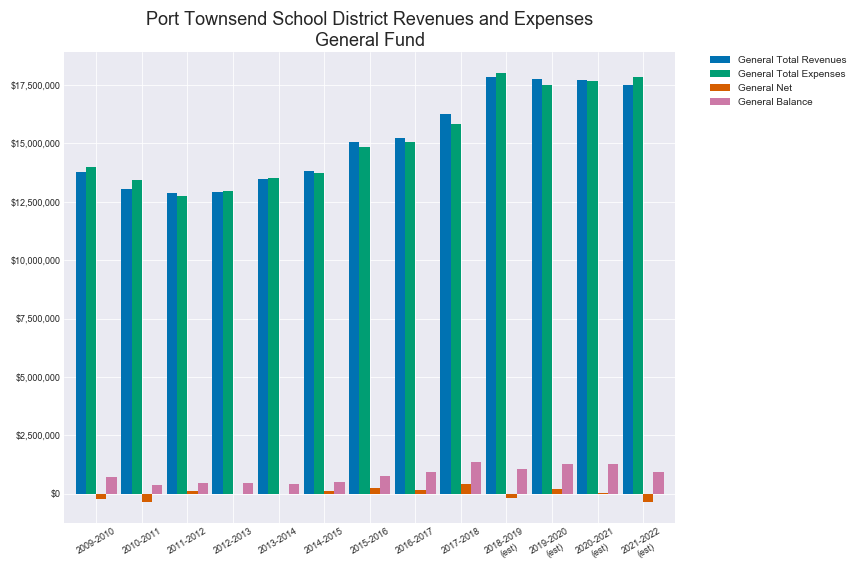 Port Townsend School District Revenues and Expenses
General Fund
General Total Revenues
General Total Expenses
General Net
General Balance
$17,500,000
$15,000,000
$12,500,000
$10,000,000
$7,500,000
$5,000,000
$2,500,000
$0
2009-2010
2010-2011
2011-2012
2012-2013
2013-2014
2014-2015
2015-2016
2016-2017
2017-2018
2018-2019
(est)
2019-2020
(est)
2020-2021
(est)
2021-2022
(est)